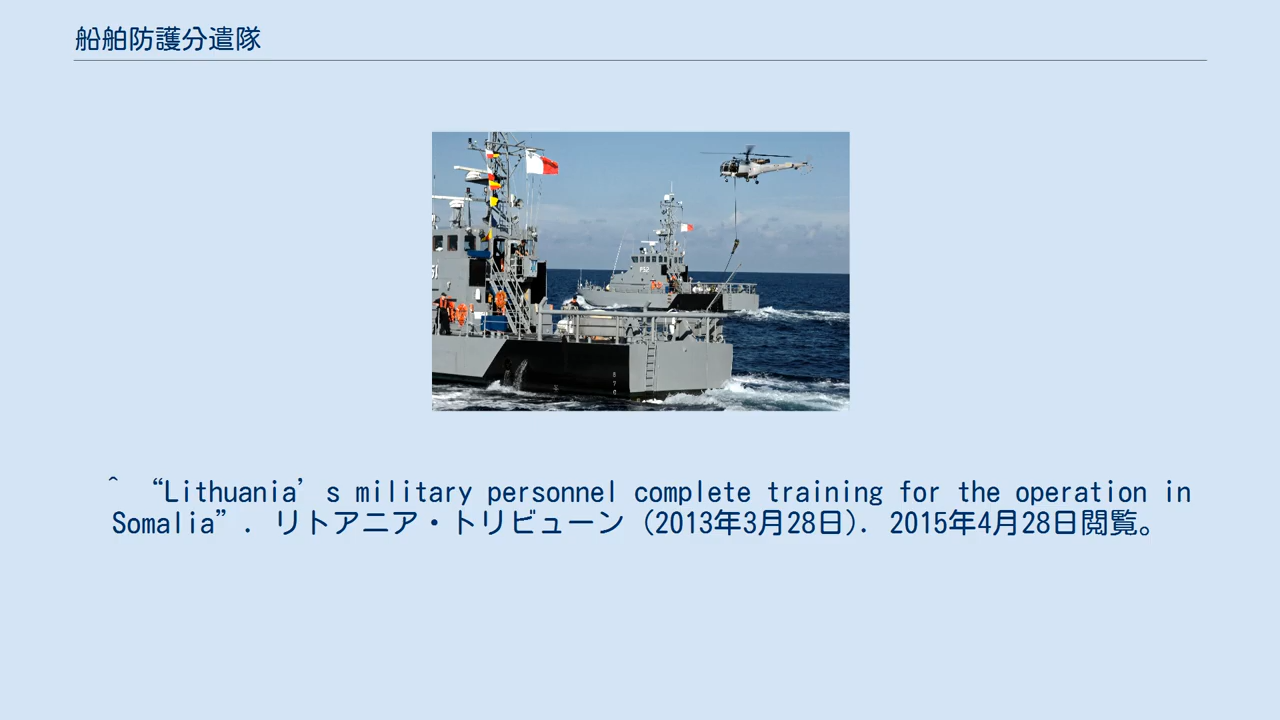 船舶防護分遣隊
P52
51
^ “Lithuania’s military personnel complete training for the operation in
Somalia”. リトアニア・トリビューン (2013年3月28日). 2015年4月28日閲覧。